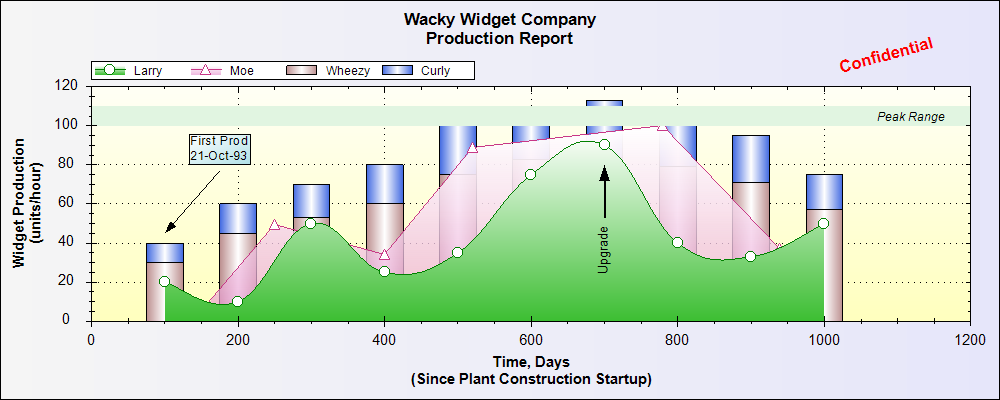 Wacky Widget Company
Production Report
Confidential
Larry Moe Wheezy Curly
120
100
80
60
40
20
0
Widget Production
(units/hour)
Peak Range
First Prod
21-Oct-93
Upgrade
0 200 400 600 800 1000 1200
Time, Days
(Since Plant Construction Startup)